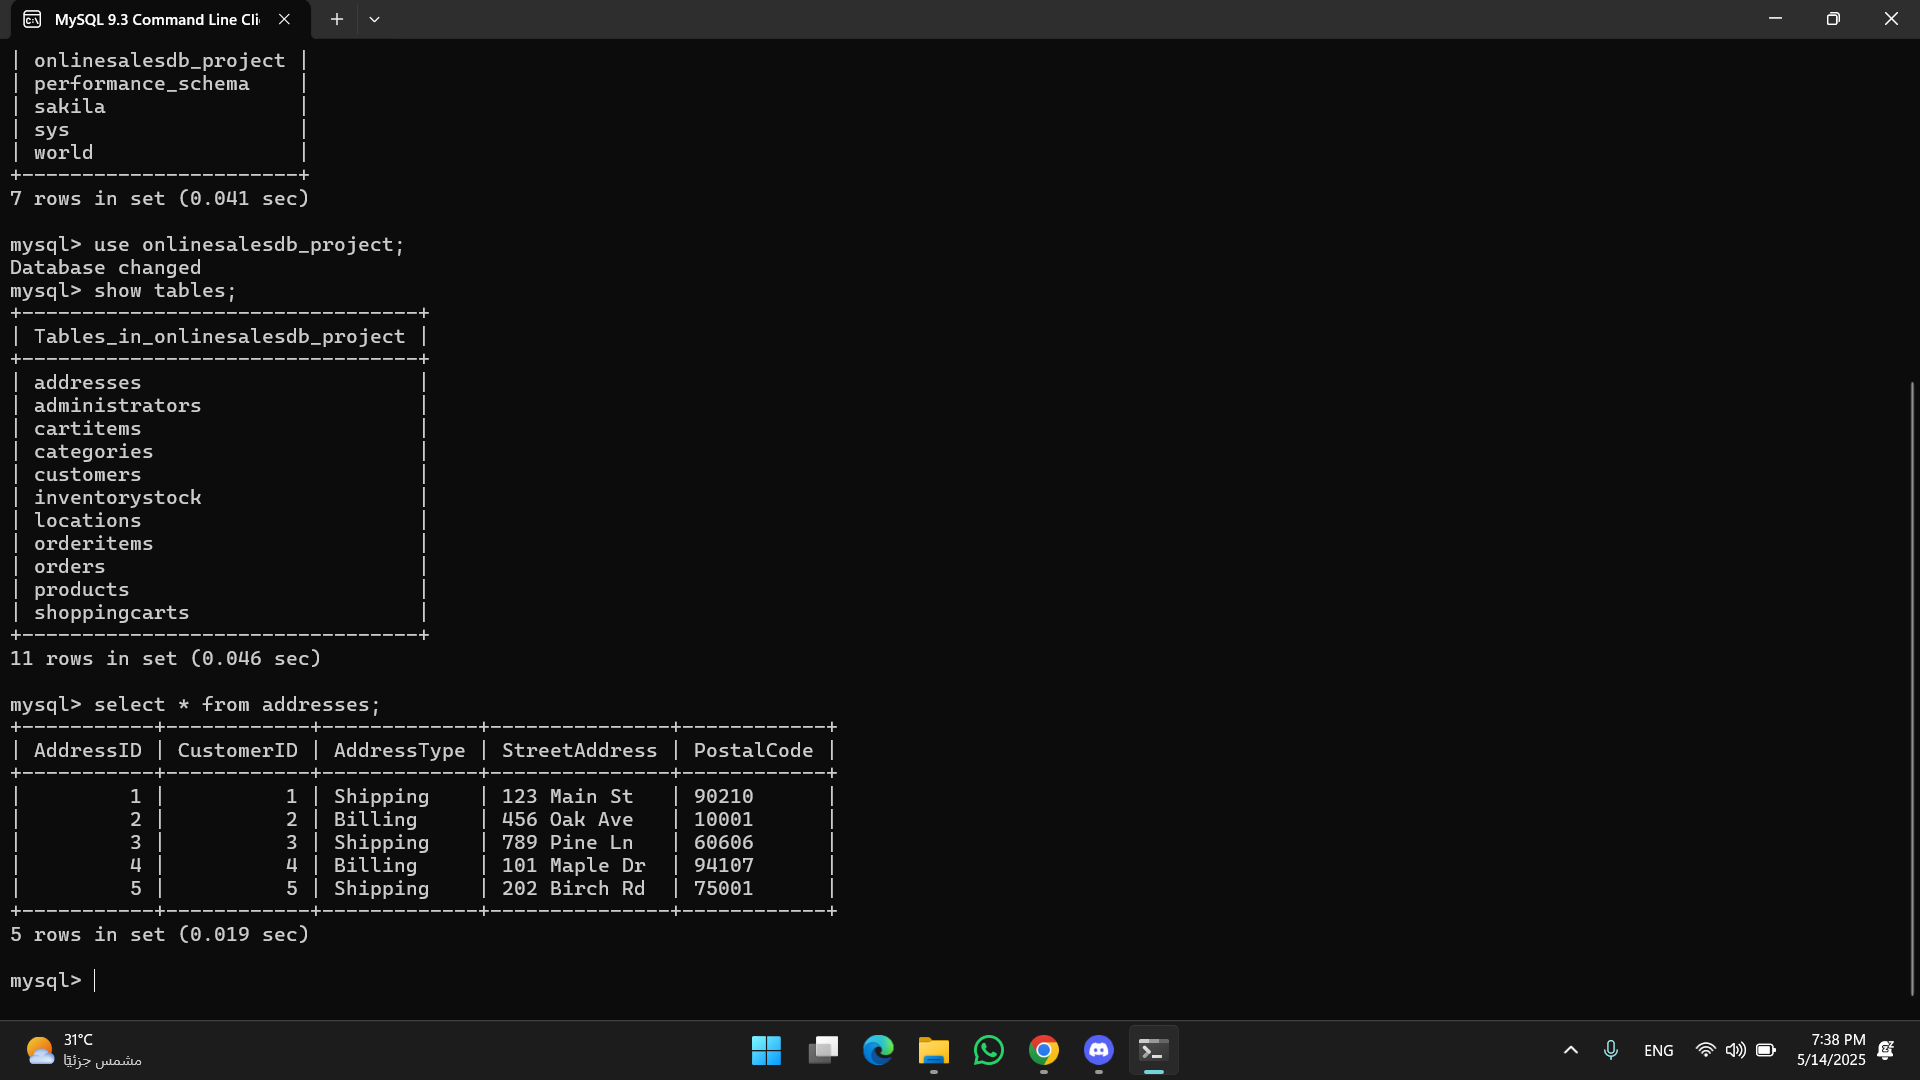 MySQL 9.3 Command Line Cli
| onlinesalesdb_project |
| performance_schema    |
| sakila                |
| sys                   |
| world                 |
+-----------------------+
7 rows in set (0.041 sec)
mysql> use onlinesalesdb_project;
Database changed
mysql> show tables;
+---------------------------------+
| Tables_in_onlinesalesdb_project |
+---------------------------------+
| addresses                       |
| administrators                  |
| cartitems                       |
| categories                      |
| customers                       |
| inventorystock                  |
| locations                       |
| orderitems                      |
| orders                          |
| products                        |
| shoppingcarts                   |
+---------------------------------+
11 rows in set (0.046 sec)
mysql> select * from addresses;
+-----------+------------+-------------+---------------+------------+
| AddressID | CustomerID | AddressType | StreetAddress | PostalCode |
+-----------+------------+-------------+---------------+------------+
|         1 |          1 | Shipping    | 123 Main St   | 90210      |
|         2 |          2 | Billing     | 456 Oak Ave   | 10001      |
|         3 |          3 | Shipping    | 789 Pine Ln   | 60606      |
|         4 |          4 | Billing     | 101 Maple Dr  | 94107      |
|         5 |          5 | Shipping    | 202 Birch Rd  | 75001      |
+-----------+------------+-------------+---------------+------------+
5 rows in set (0.019 sec)
mysql>
31°C
مشمس جزئيًا
ENG
7:38 PM
5/14/2025